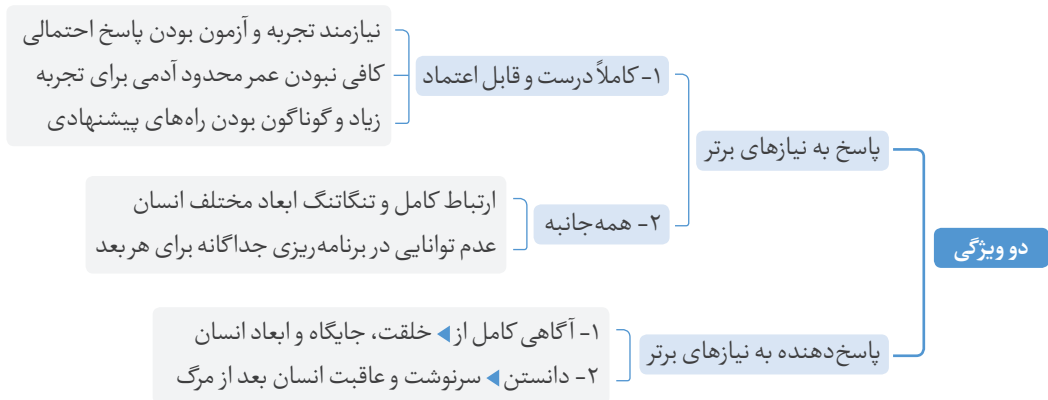 دو ویژگی
پاسخ به نیازهای برتر
۱- کاملاً درست و قابل اعتماد
نیازمند تجربه و آزمون بودن پاسخ احتمالی
کافی نبودن عمر محدود آدمی برای تجربه
زیاد و گوناگون بودن راه‌های پیشنهادی
۲- همه‌جانبه
ارتباط کامل و تنگاتنگ ابعاد مختلف انسان
عدم توانایی در برنامه‌ریزی جداگانه برای هر بعد
پاسخ‌دهنده به نیازهای برتر
۱- آگاهی کامل از ◀ خلقت، جایگاه و ابعاد انسان
۲- دانستن ◀ سرنوشت و عاقبت انسان بعد از مرگ